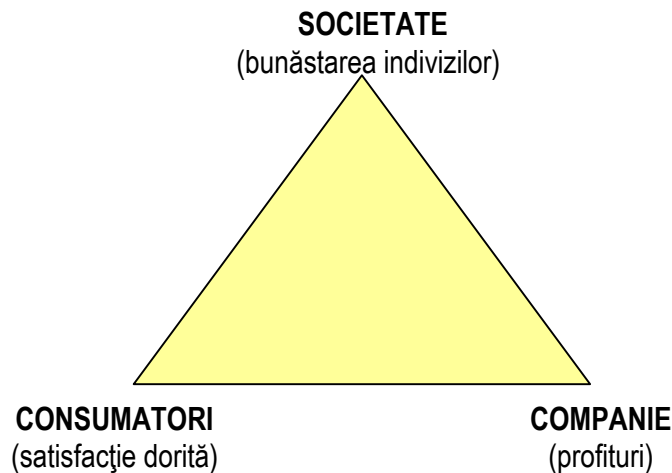 SOCIETATE
(bunăstarea indivizilor)
CONSUMATORI
(satisfacţie dorită)
COMPANIE
(profituri)